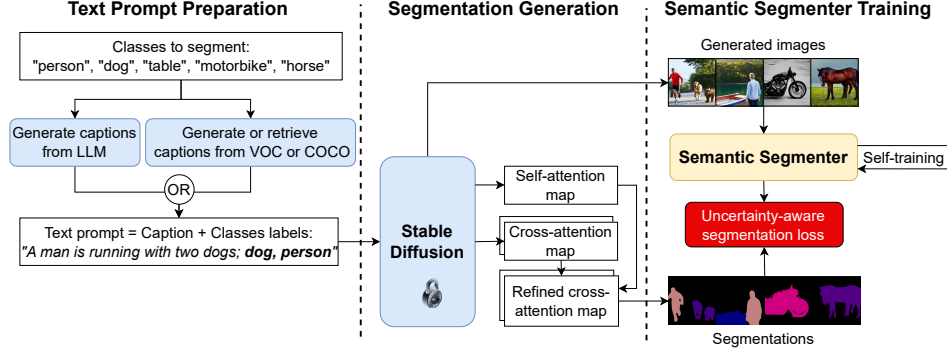 Text Prompt Preparation
Classes to segment:
"person", "dog", "table", "motorbike", "horse"
Generate captions
from LLM
Generate or retrieve
captions from VOC or COCO
OR
Text prompt = Caption + Classes labels:
"A man is running with two dogs; dog, person"
Segmentation Generation
Stable
Diffusion
Self-attention
map
Cross-attention
map
Refined cross-
attention map
Semantic Segmenter Training
Generated images
Semantic Segmenter
Self-training
Uncertainty-aware
segmentation loss
Segmentations